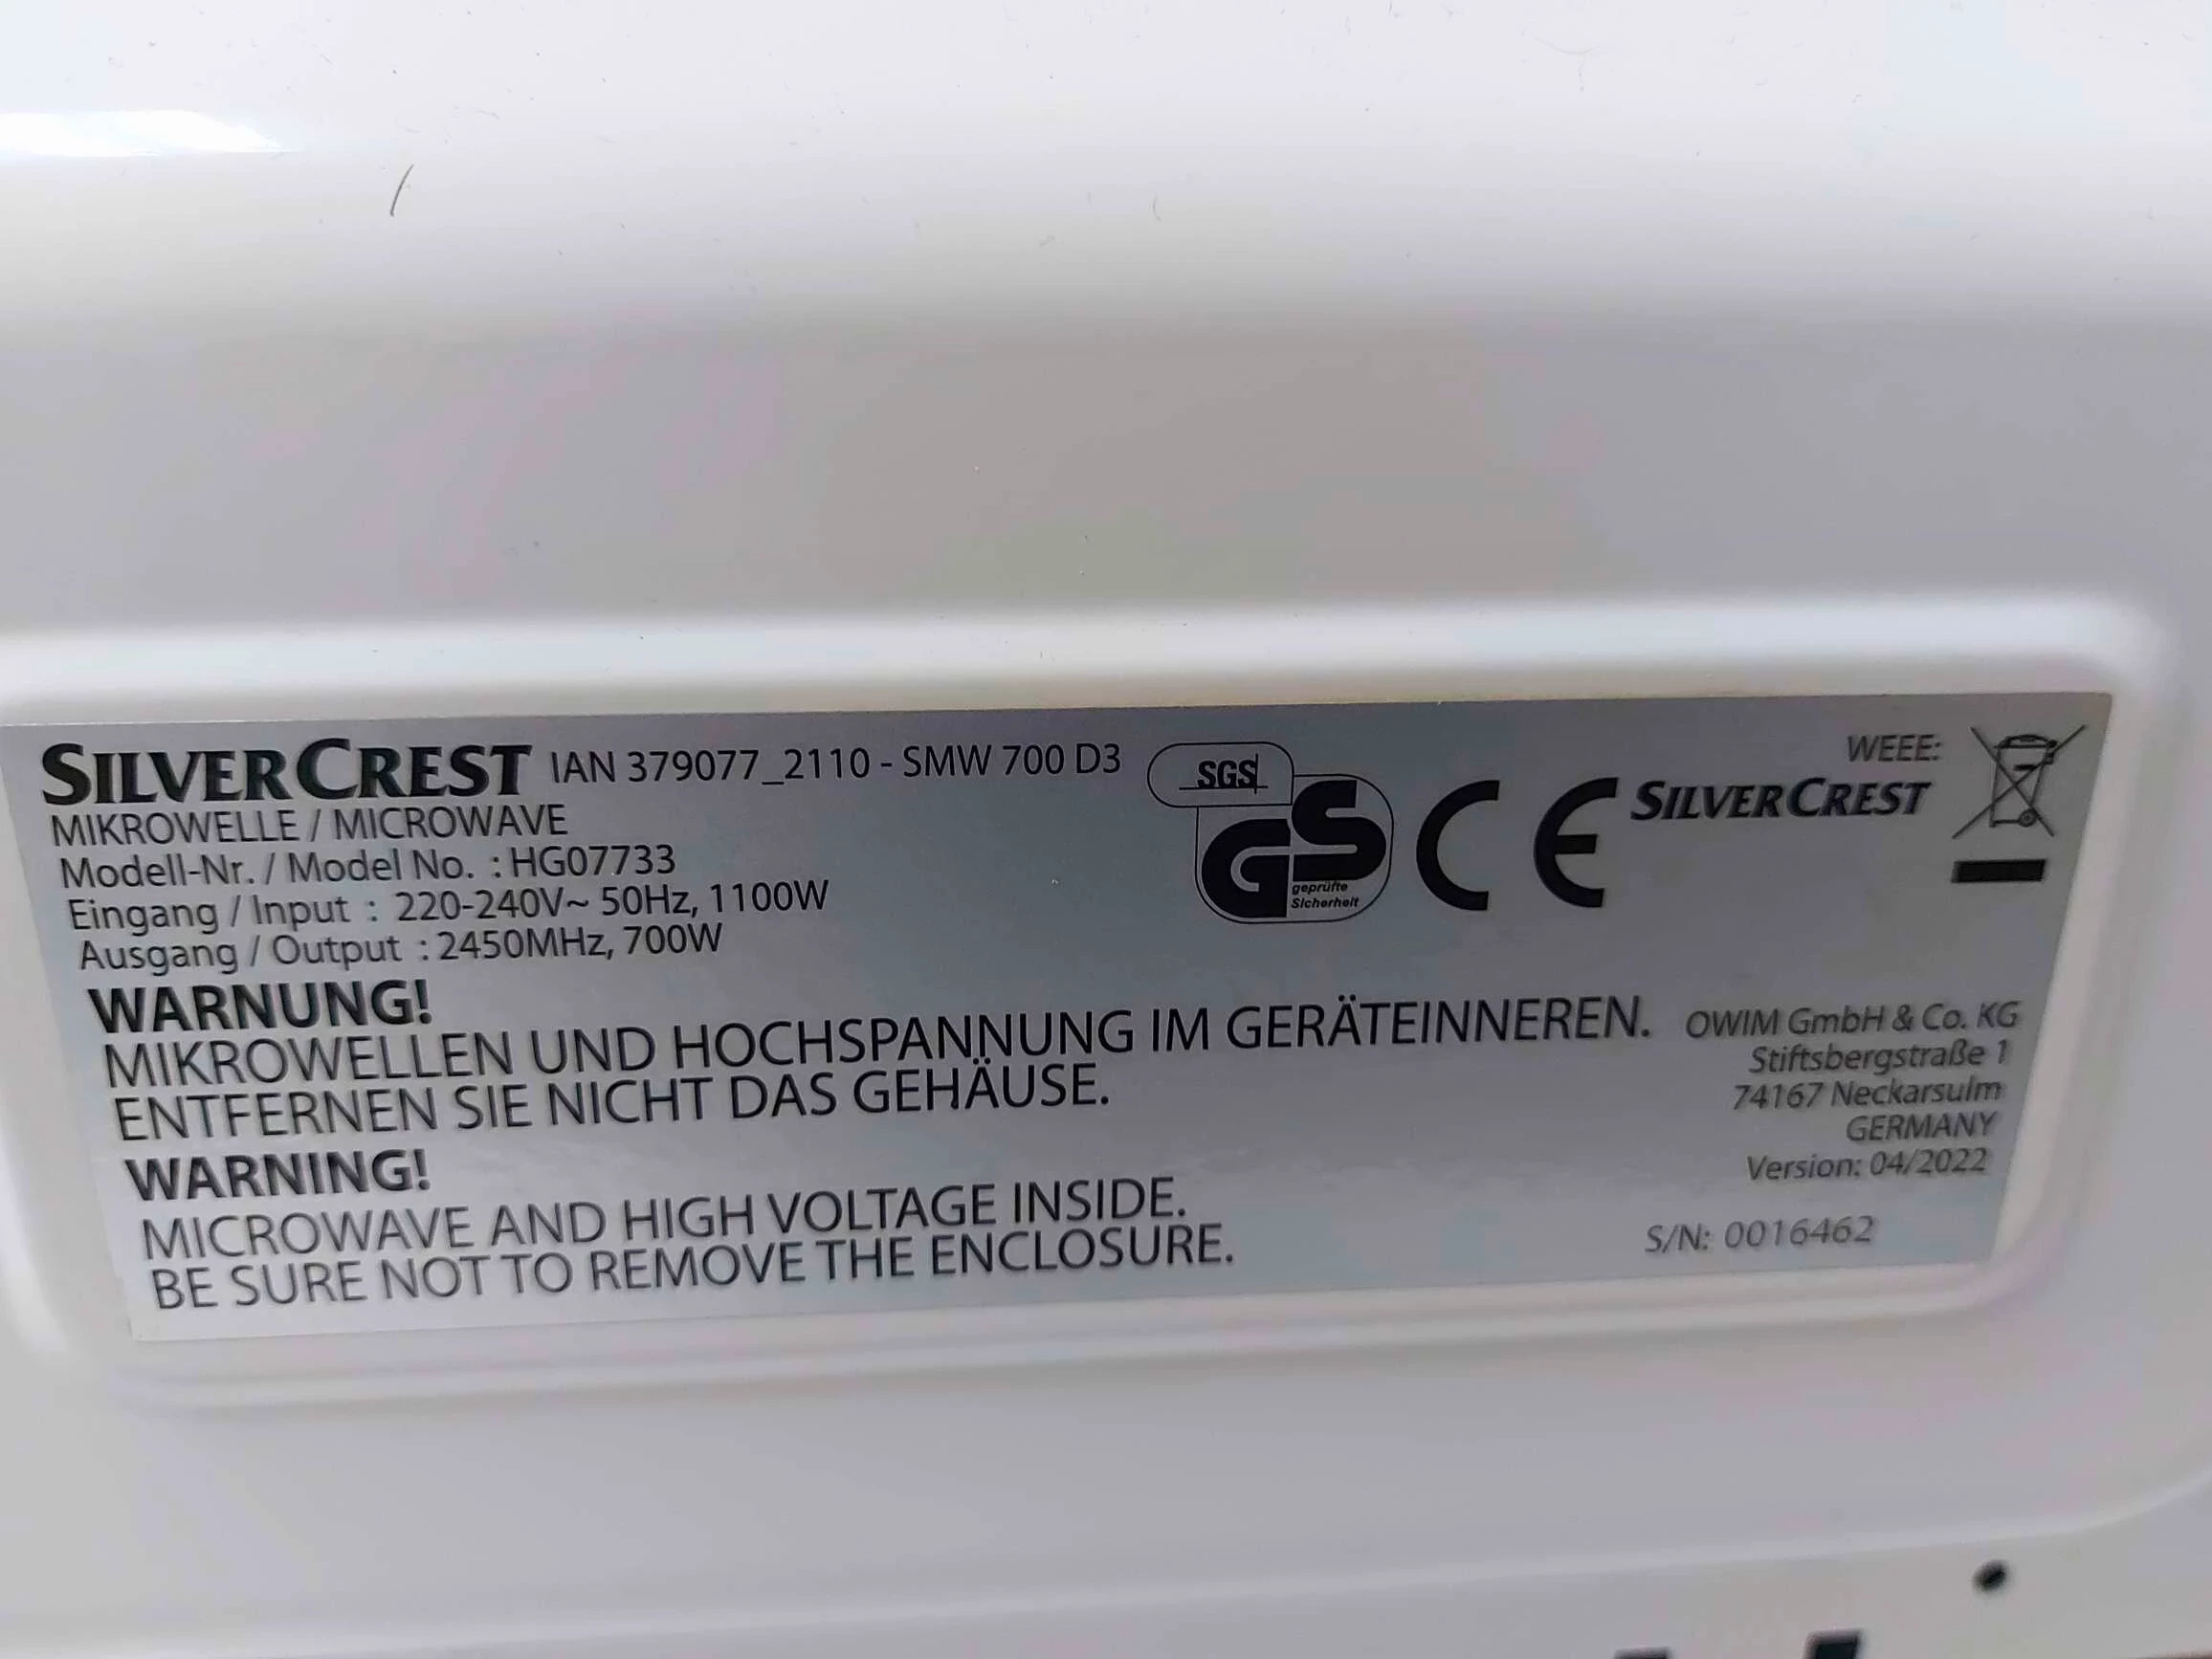 SILVERCREST IAN 379077_2110 - SMW 700 D3
MIKROWELLE / MICROWAVE
Modell-Nr. / Model No. : HG07733
Eingang / Input : 220-240V~ 50Hz, 1100W
Ausgang / Output : 2450MHz, 700W
WARNUNG!
MIKROWELLEN UND HOCHSPANNUNG IM GERÄTEINNEREN.
ENTFERNEN SIE NICHT DAS GEHÄUSE.
WARNING!
MICROWAVE AND HIGH VOLTAGE INSIDE.
BE SURE NOT TO REMOVE THE ENCLOSURE.
SGS
GS
geprüfte
Sicherheit
CE
WEEE:
SILVERCREST
OWIM GmbH & Co. KG
Stiftsbergstraße 1
74167 Neckarsulm
GERMANY
Version: 04/2022
S/N: 0016462